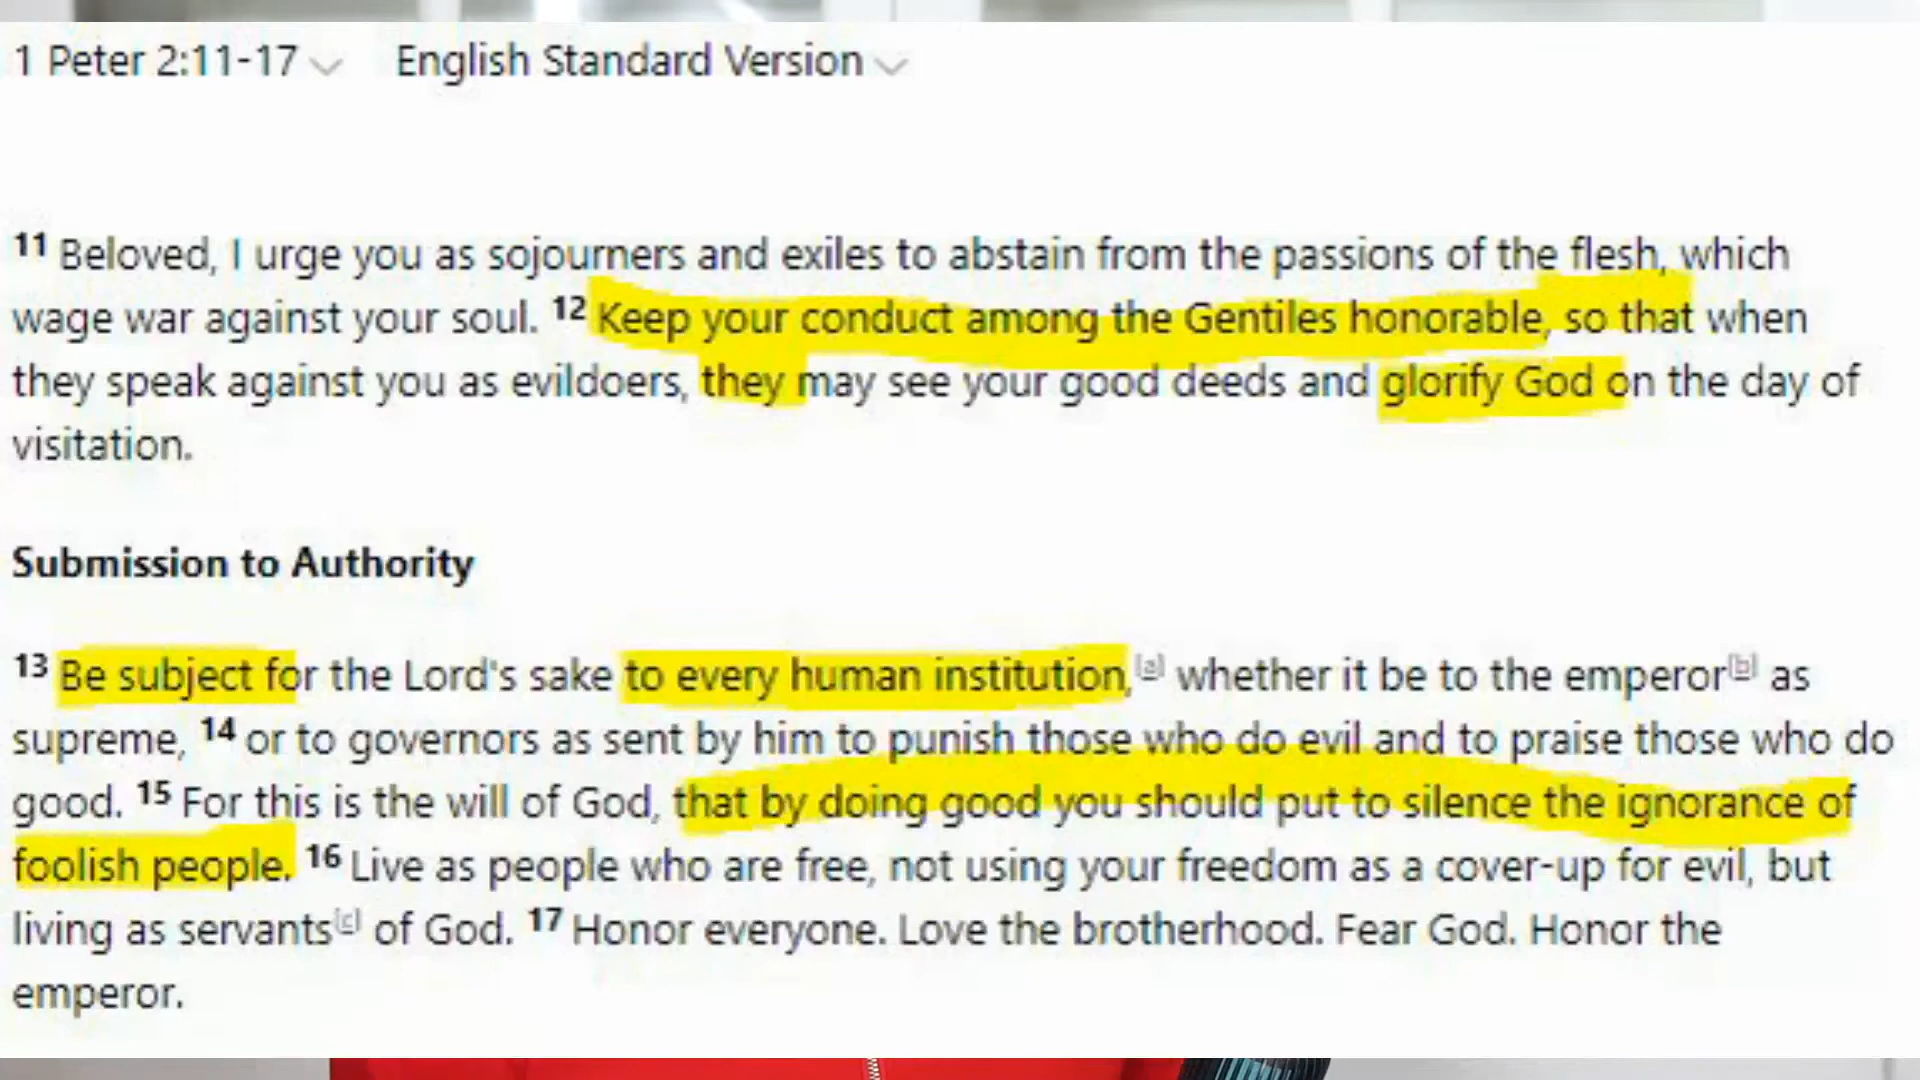 1 Peter 2:11-17 English Standard Version
11 Beloved, I urge you as sojourners and exiles to abstain from the passions of the flesh, which
wage war against your soul. 12 Keep your conduct among the Gentiles honorable, so that when
they speak against you as evildoers, they may see your good deeds and glorify God on the day of
visitation.
Submission to Authority
13 Be subject for the Lord's sake to every human institution,[a] whether it be to the emperor[b] as
supreme, 14 or to governors as sent by him to punish those who do evil and to praise those who do
good. 15 For this is the will of God, that by doing good you should put to silence the ignorance of
foolish people. 16 Live as people who are free, not using your freedom as a cover-up for evil, but
living as servants[c] of God. 17 Honor everyone. Love the brotherhood. Fear God. Honor the
emperor.